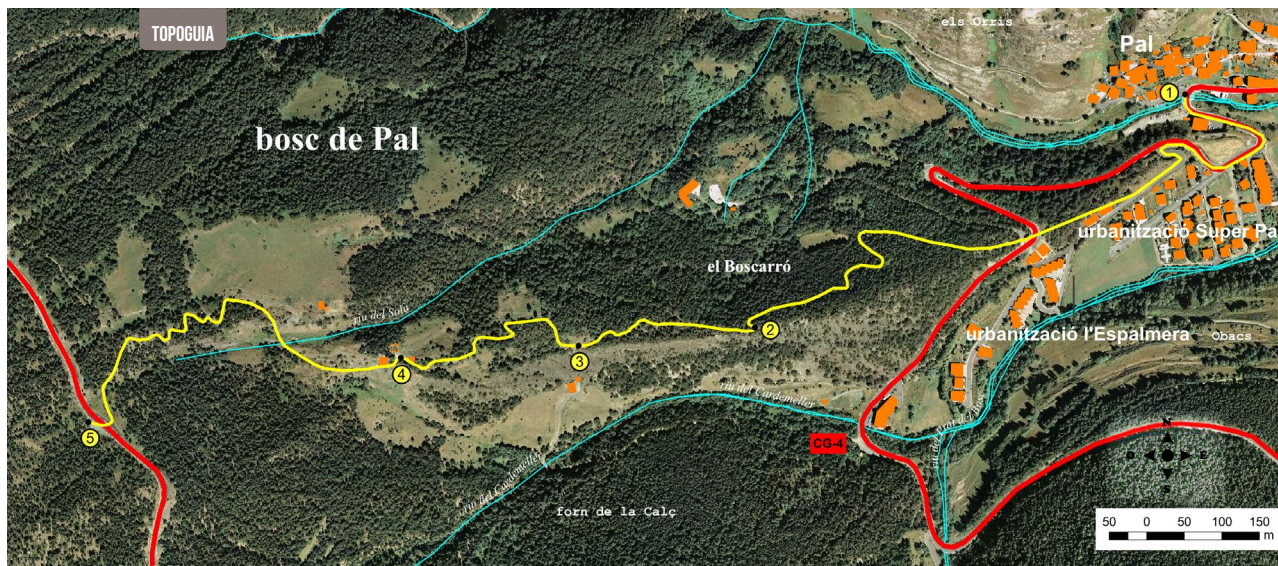 TOPOGUIA
els Orris
Pal
1
bosc de Pal
urbanització Super Pa
el Boscarró
riu del Solà
2
urbanització l'Espalmera
Obacs
3
4
riu del Cardemeller
5
CG-4
N
O
E
S
riu del Cardemeller
forn de la Calç
50 0 50 100 150
m